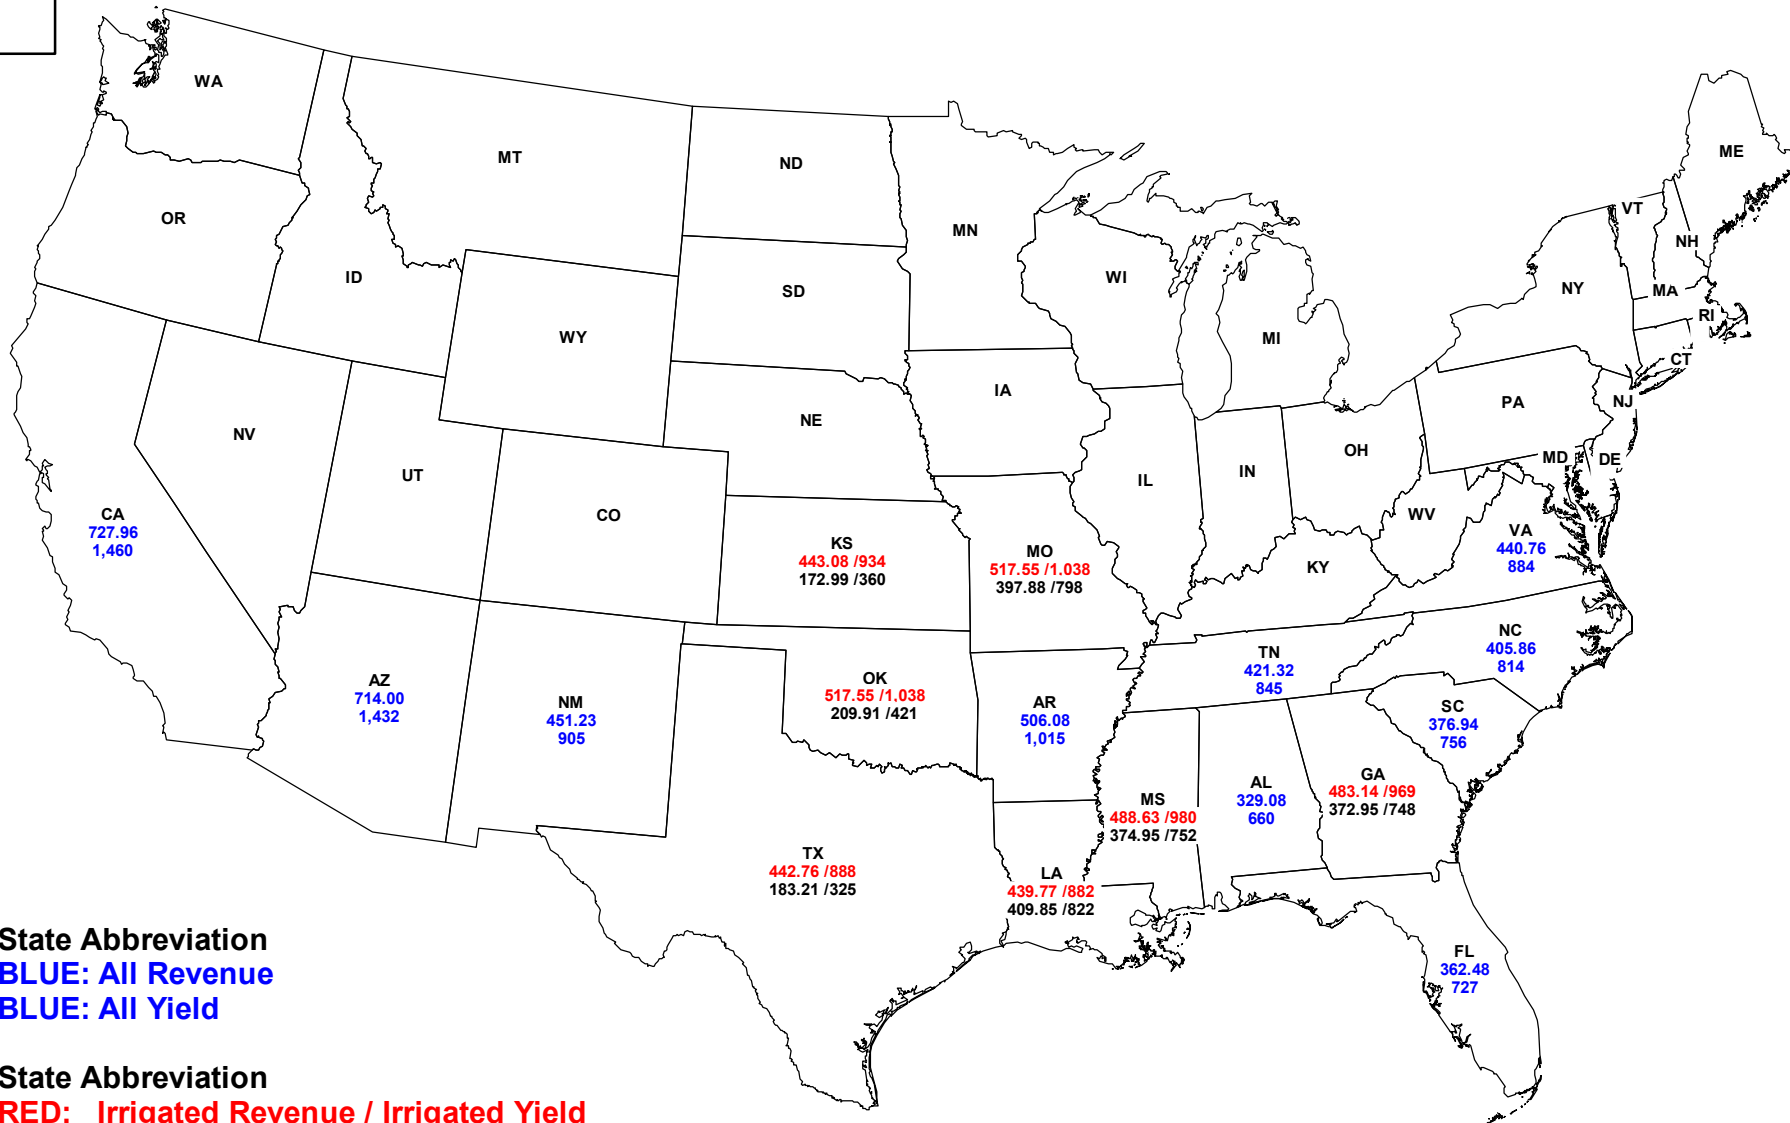 WA
MT
ND
ME
OR
MN
VT
NH
ID
SD
WI
NY
MA
RI
WY
MI
CT
IA
PA
NJ
NV
NE
OH
MD
DE
UT
IL
IN
CO
WV
CA
727.96
1,460
KS
443.08 /934
172.99 /360
MO
517.55 /1.038
397.88 /798
KY
VA
440.76
884
NC
405.86
814
TN
421.32
845
AZ
714.00
1,432
NM
451.23
905
OK
517.55 /1.038
209.91 /421
AR
506.08
1,015
SC
376.94
756
MS
488.63 /980
374.95 /752
AL
329.08
660
GA
483.14 /969
372.95 /748
TX
442.76 /888
183.21 /325
LA
439.77 /882
409.85 /822
FL
362.48
727
State Abbreviation
BLUE: All Revenue
BLUE: All Yield
State Abbreviation
RED: Irrigated Revenue / Irrigated Yield